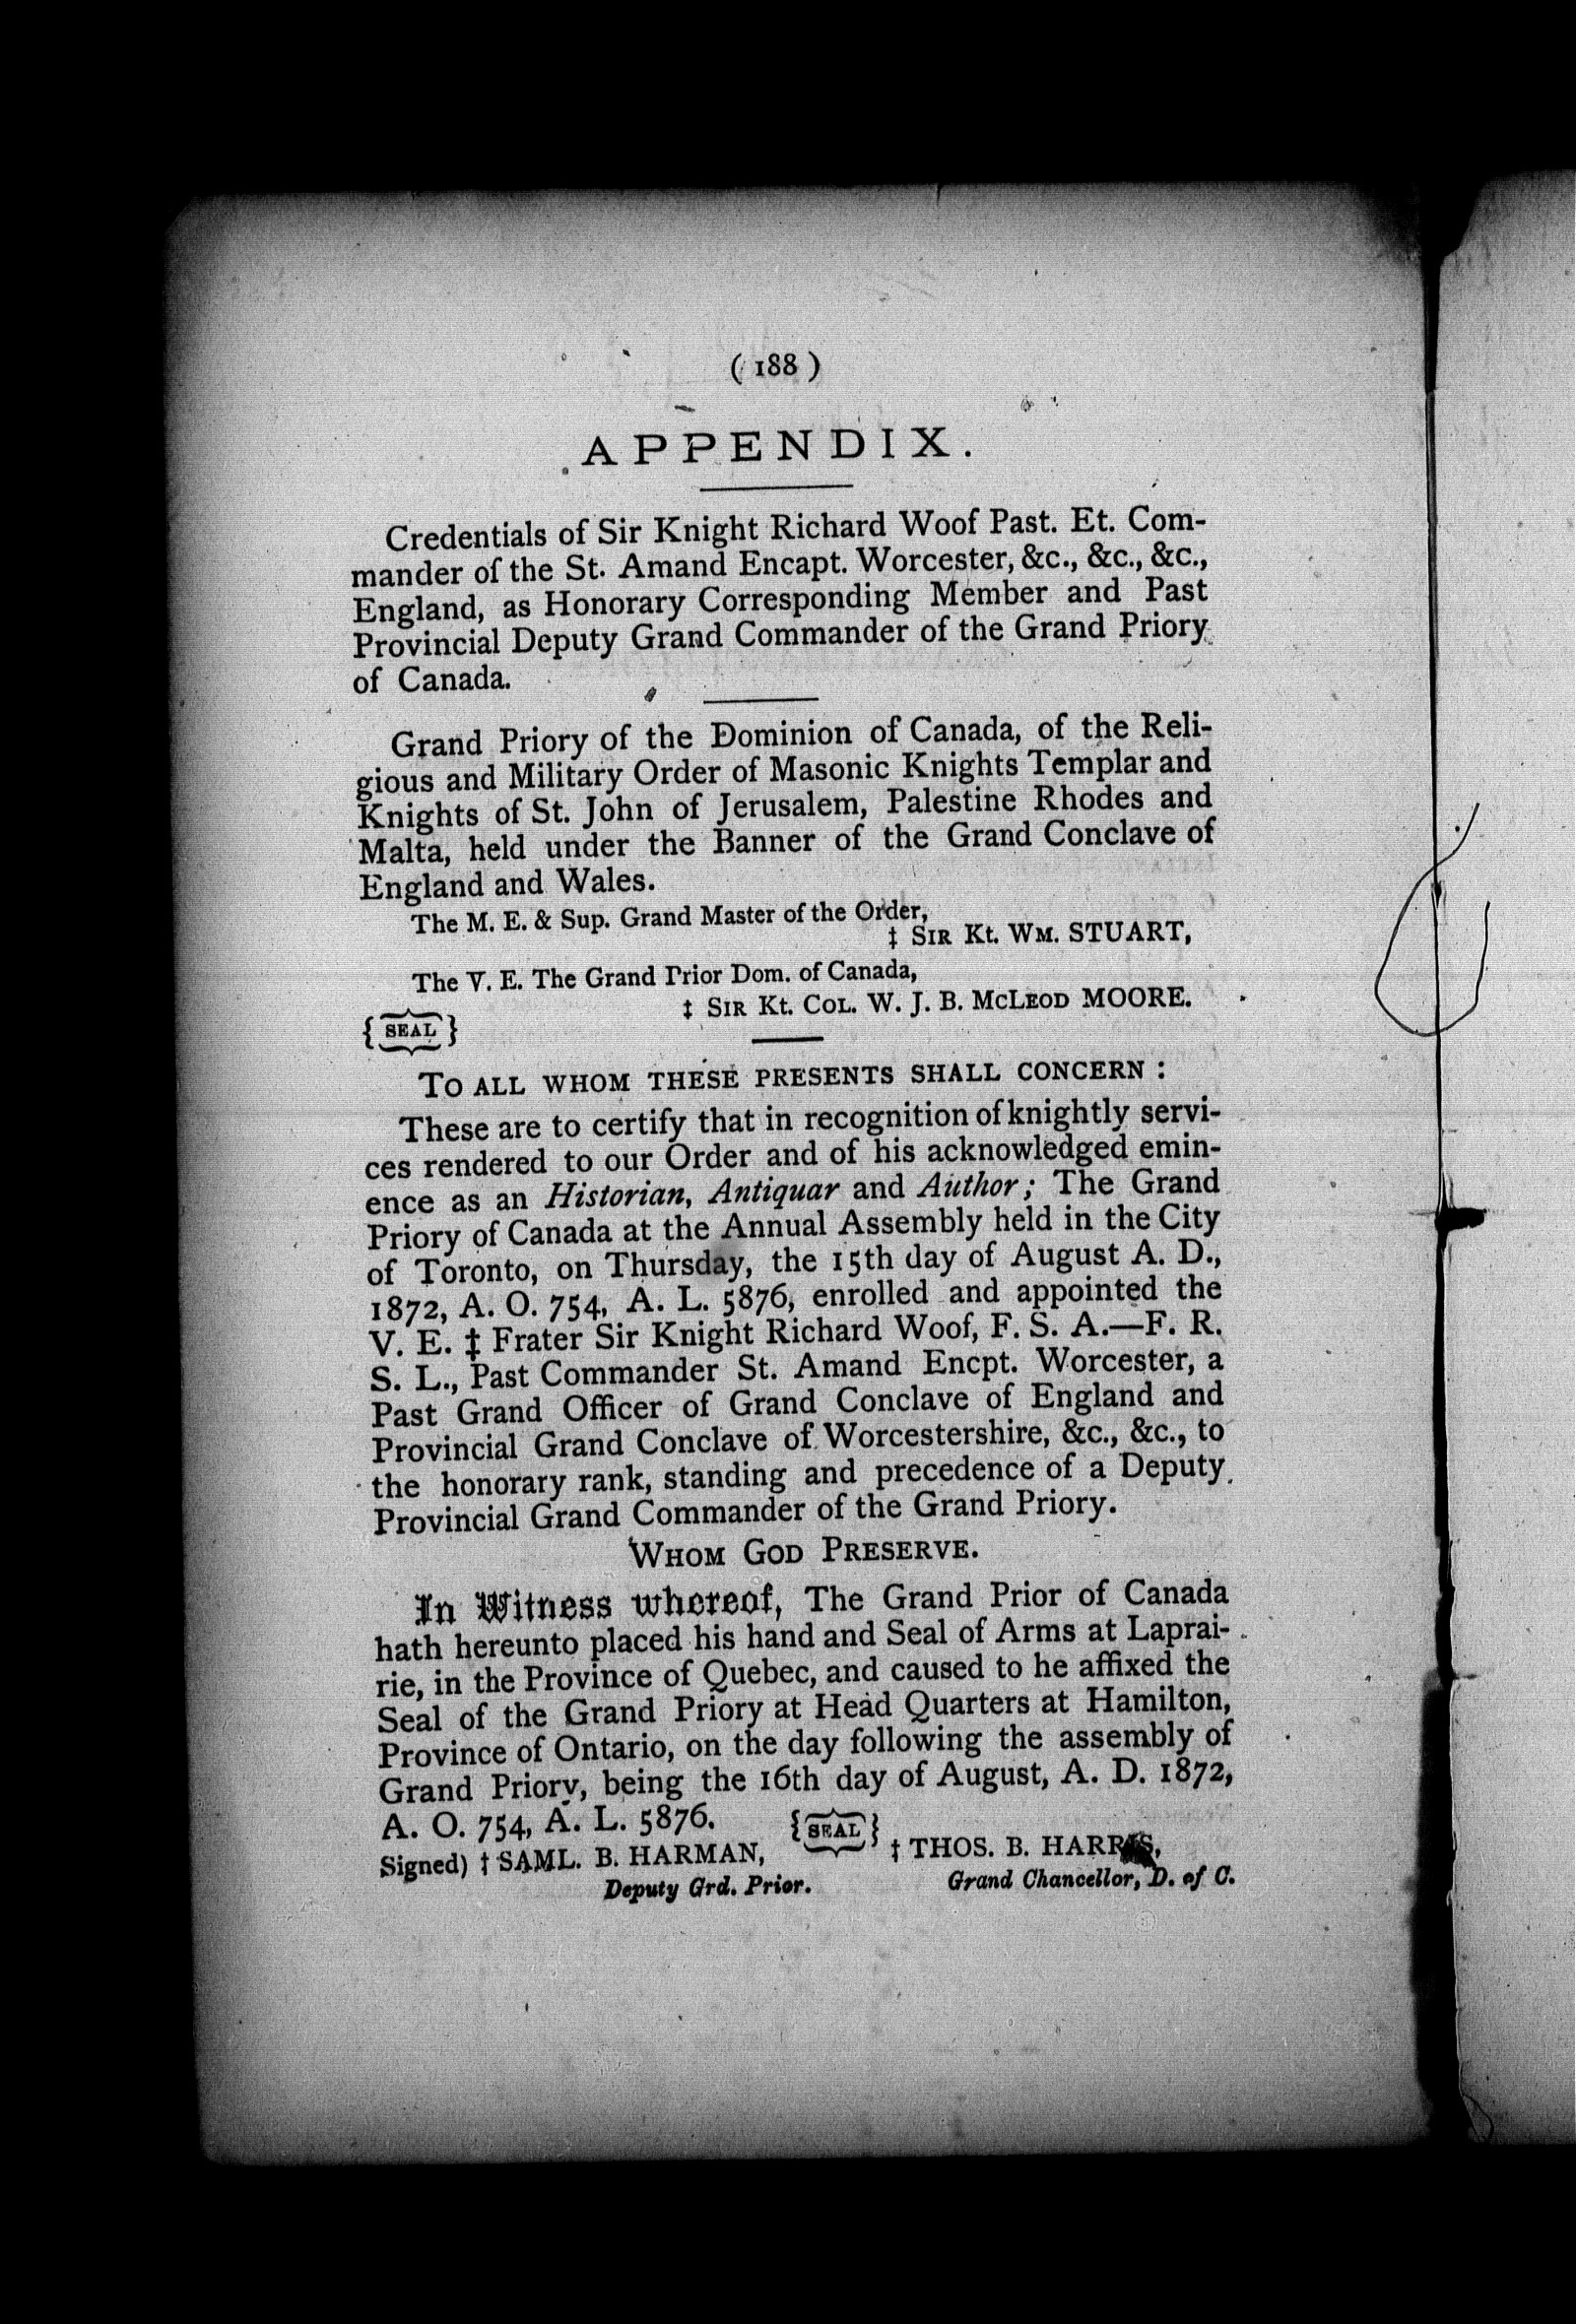 ( 188 )
APPENDIX.
Credentials of Sir Knight Richard Woof Past. Et. Com-
mander of the St. Amand Encapt. Worcester, &c., &c., &c.,
England, as Honorary Corresponding Member and Past
Provincial Deputy Grand Commander of the Grand Priory
of Canada.
Grand Priory of the Dominion of Canada, of the Reli-
gious and Military Order of Masonic Knights Templar and
Knights of St. John of Jerusalem, Palestine Rhodes and
Malta, held under the Banner of the Grand Conclave of
England and Wales.
The M. E. & Sup. Grand Master of the Order,
‡ SIR Kt. WM. STUART,
The V. E. The Grand Prior Dom. of Canada,
‡ SIR Kt. COL. W. J. B. MCLEOD MOORE.
{ SEAL }
TO ALL WHOM THESE PRESENTS SHALL CONCERN :
These are to certify that in recognition of knightly servi-
ces rendered to our Order and of his acknowledged emin-
ence as an Historian, Antiquar and Author; The Grand
Priory of Canada at the Annual Assembly held in the City
of Toronto, on Thursday, the 15th day of August A. D.,
1872, A. O. 754, A. L. 5876, enrolled and appointed the
V. E. ‡ Frater Sir Knight Richard Woof, F. S. A.—F. R.
S. L., Past Commander St. Amand Encpt. Worcester, a
Past Grand Officer of Grand Conclave of England and
Provincial Grand Conclave of Worcestershire, &c., &c., to
the honorary rank, standing and precedence of a Deputy
Provincial Grand Commander of the Grand Priory.
WHOM GOD PRESERVE.
In Witness whereof, The Grand Prior of Canada
hath hereunto placed his hand and Seal of Arms at Laprai-
rie, in the Province of Quebec, and caused to he affixed the
Seal of the Grand Priory at Head Quarters at Hamilton,
Province of Ontario, on the day following the assembly of
Grand Priory, being the 16th day of August, A. D. 1872,
A. O. 754, A. L. 5876.
{ SEAL }
Signed) † SAML. B. HARMAN,
Deputy Grd. Prior.
‡ THOS. B. HARRIS,
Grand Chancellor, D. of C.